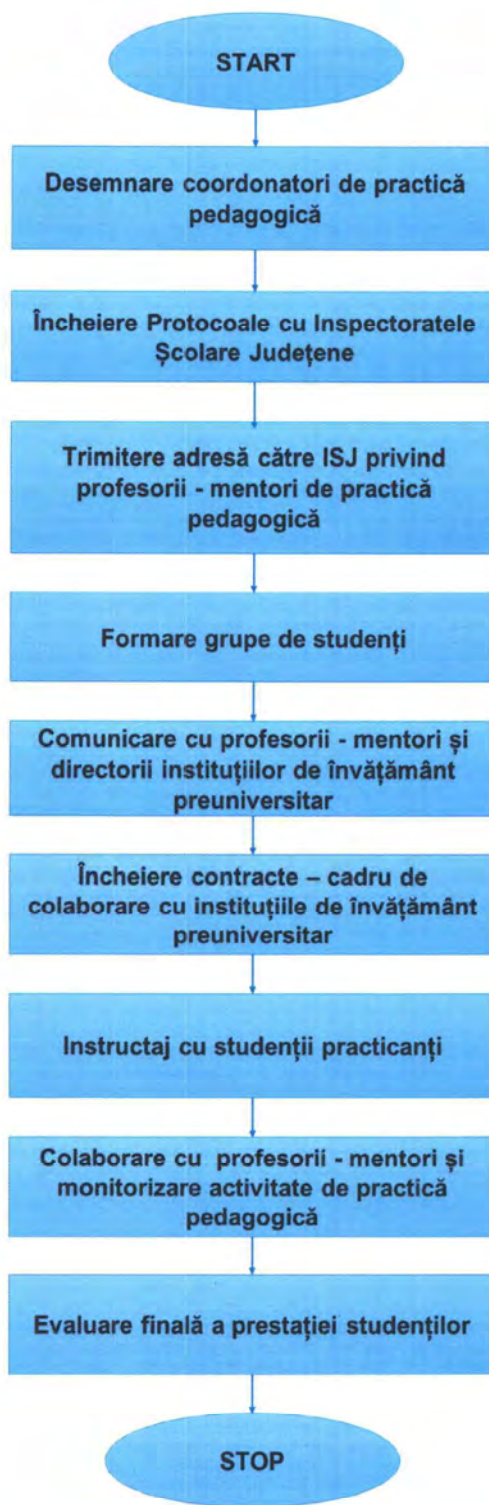 START
Desemnare coordonatori de practică
pedagogică
Încheiere Protocoale cu Inspectoratele
Școlare Județene
Trimitere adresă către ISJ privind
profesorii - mentori de practică
pedagogică
Formare grupe de studenți
Comunicare cu profesorii - mentori și
directorii instituțiilor de învățământ
preuniversitar
Încheiere contracte – cadru de
colaborare cu instituțiile de învățământ
preuniversitar
Instructaj cu studenții practicanți
Colaborare cu profesorii - mentori și
monitorizare activitate de practică
pedagogică
Evaluare finală a prestației studenților
STOP